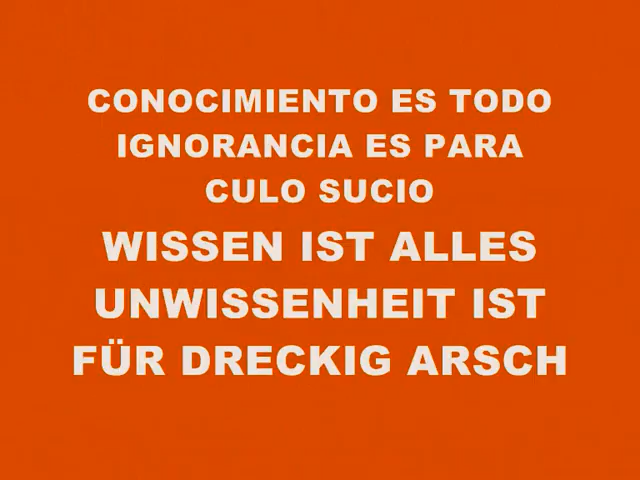 CONOCIMIENTO ES TODO
IGNORANCIA ES PARA
CULO SUCIO
WISSEN IST ALLES
UNWISSENHEIT IST
FÜR DRECKIG ARSCH